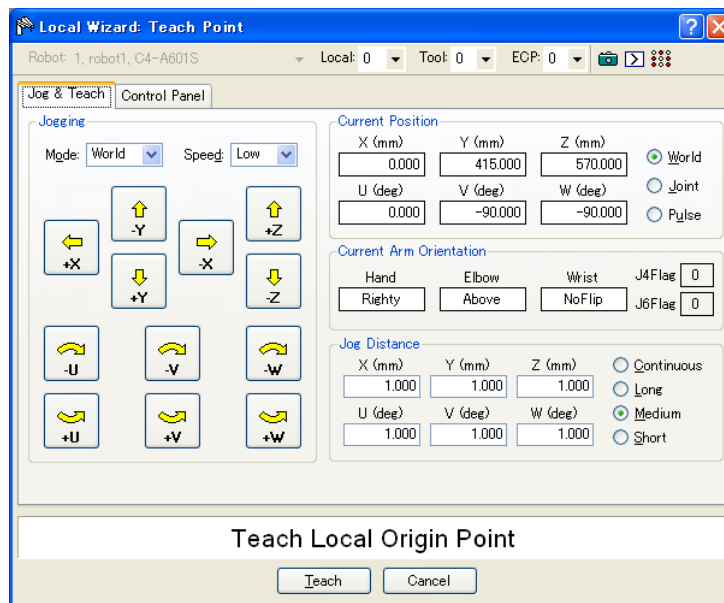 Local Wizard: Teach Point
Robot: 1, robot1, C4-A601S Local: 0 Tool: 0 ECP: 0
Jog & Teach Control Panel
Jogging
Mode: World Speed: Low
-Y
+Z
+X
-X
+Y
-Z
-U -V -W
+U +V +W
Current Position
X (mm) Y (mm) Z (mm)
0.000 415.000 570.000
U (deg) V (deg) W (deg)
0.000 -90.000 -90.000
World
Joint
Pulse
Current Arm Orientation
Hand Elbow Wrist
Righty Above NoFlip
J4Flag 0
J6Flag 0
Jog Distance
X (mm) Y (mm) Z (mm)
1.000 1.000 1.000
U (deg) V (deg) W (deg)
1.000 1.000 1.000
Continuous
Long
Medium
Short
Teach Local Origin Point
Teach Cancel